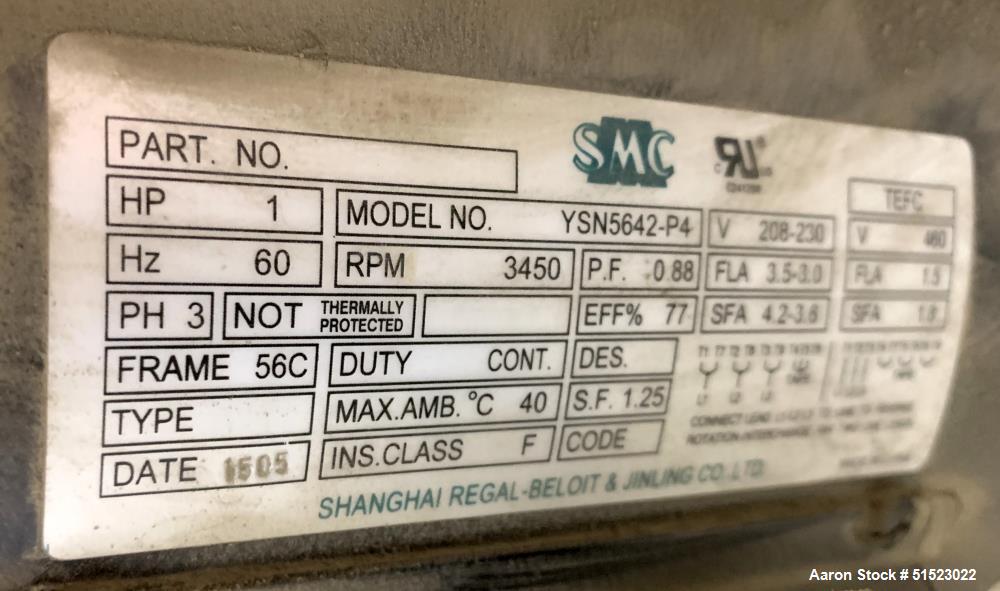 PART. NO.
SMC
TEFC
HP 1
MODEL NO. YSN5642-P4
V 208-230
V 460
Hz 60
RPM 3450
P.F. 0.88
FLA 3.5-3.0
FLA 1.5
PH 3
NOT THERMALLY PROTECTED
EFF% 77
SFA 4.2-3.6
SFA 1.8
FRAME 56C
DUTY CONT.
DES.
TYPE
MAX.AMB. °C 40
S.F. 1.25
DATE 1505
INS.CLASS F
CODE
SHANGHAI REGAL-BELOIT & JINLING CO.,LTD.
Aaron Stock # 51523022